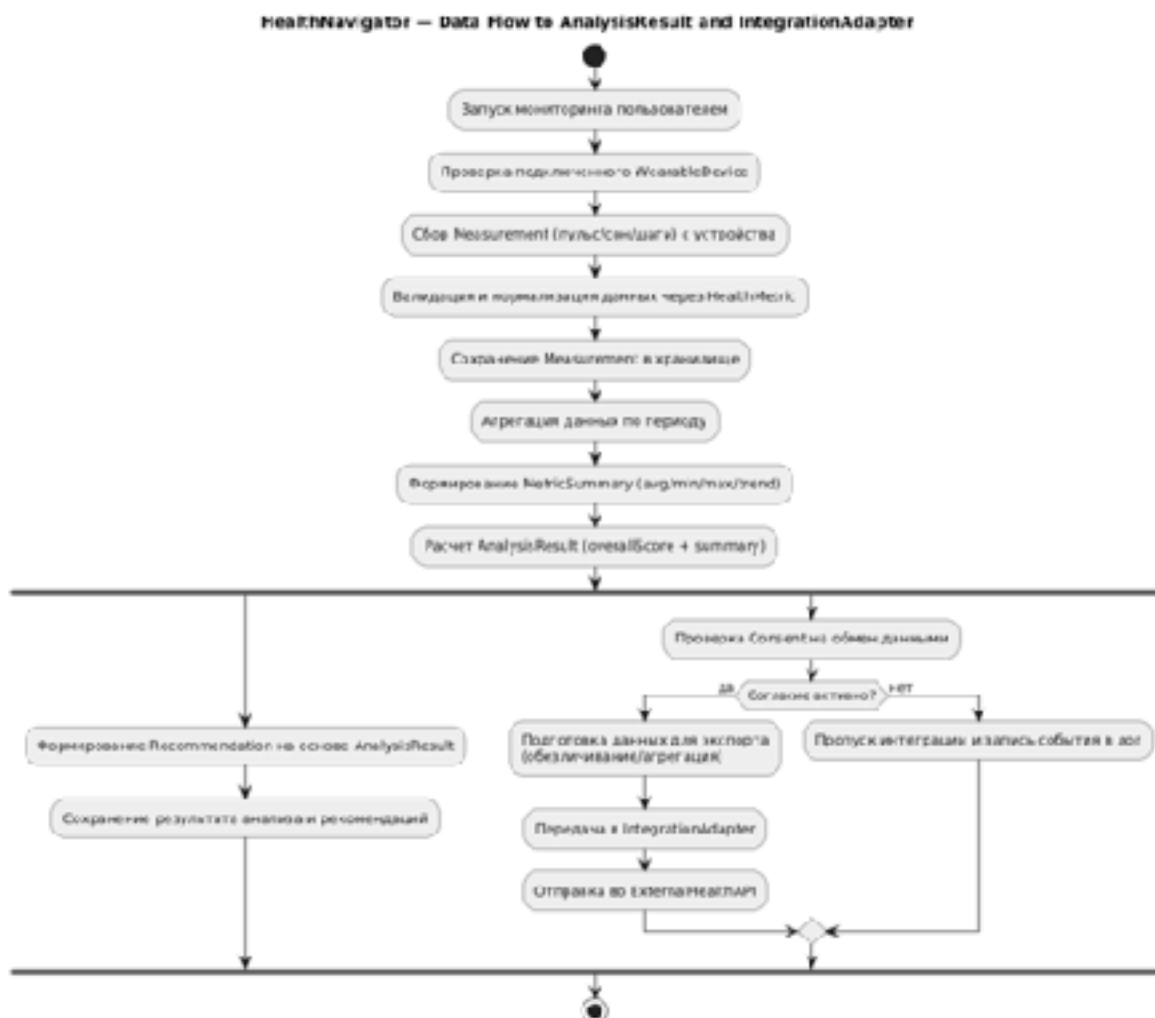 HealthNavigator — Data Flow to AnalysisResult and IntegrationAdapter
Запуск мониторинга пользователем
Проверка подключенного WearableDevice
Сбор Measurement (пульс/сон/шаги) с устройства
Валидация и нормализация данных через HealthMetric
Сохранение Measurement в хранилище
Агрегация данных по периоду
Формирование MetricSummary (avg/min/max/trend)
Расчет AnalysisResult (overallScore + summary)
Проверка Consent на обмен данными
да
Согласие активно?
нет
Формирование Recommendation на основе AnalysisResult
Подготовка данных для экспорта
(обезличивание/агрегация)
Пропуск интеграции и запись события в лог
Сохранение результата анализа и рекомендаций
Передача в IntegrationAdapter
Отправка во ExternalHealthAPI